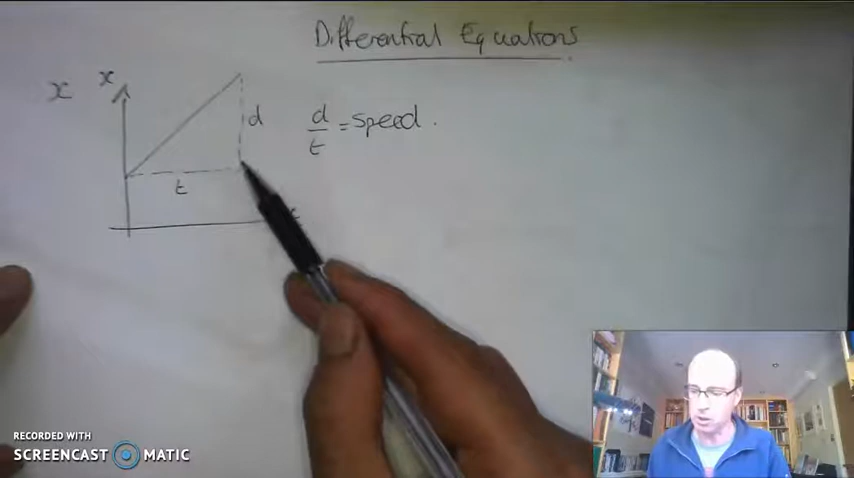 Differential Equations
x
x
d
d/t = speed.
t
RECORDED WITH
SCREENCAST MATIC